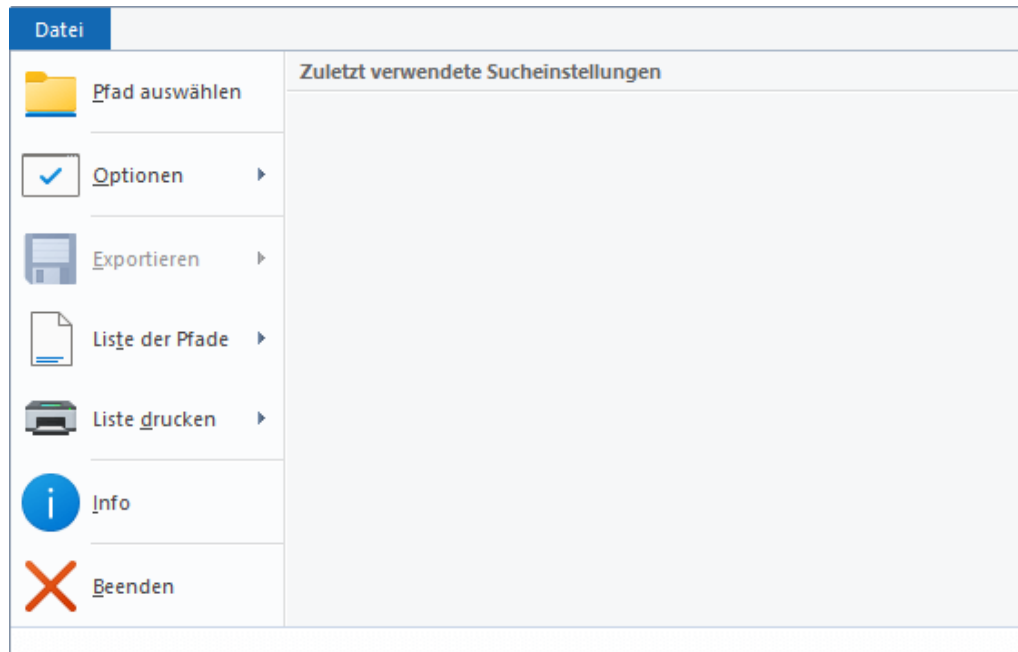 Datei
Zuletzt verwendete Sucheinstellungen
Pfad auswählen
Optionen
Exportieren
Liste der Pfade
Liste drucken
Info
Beenden